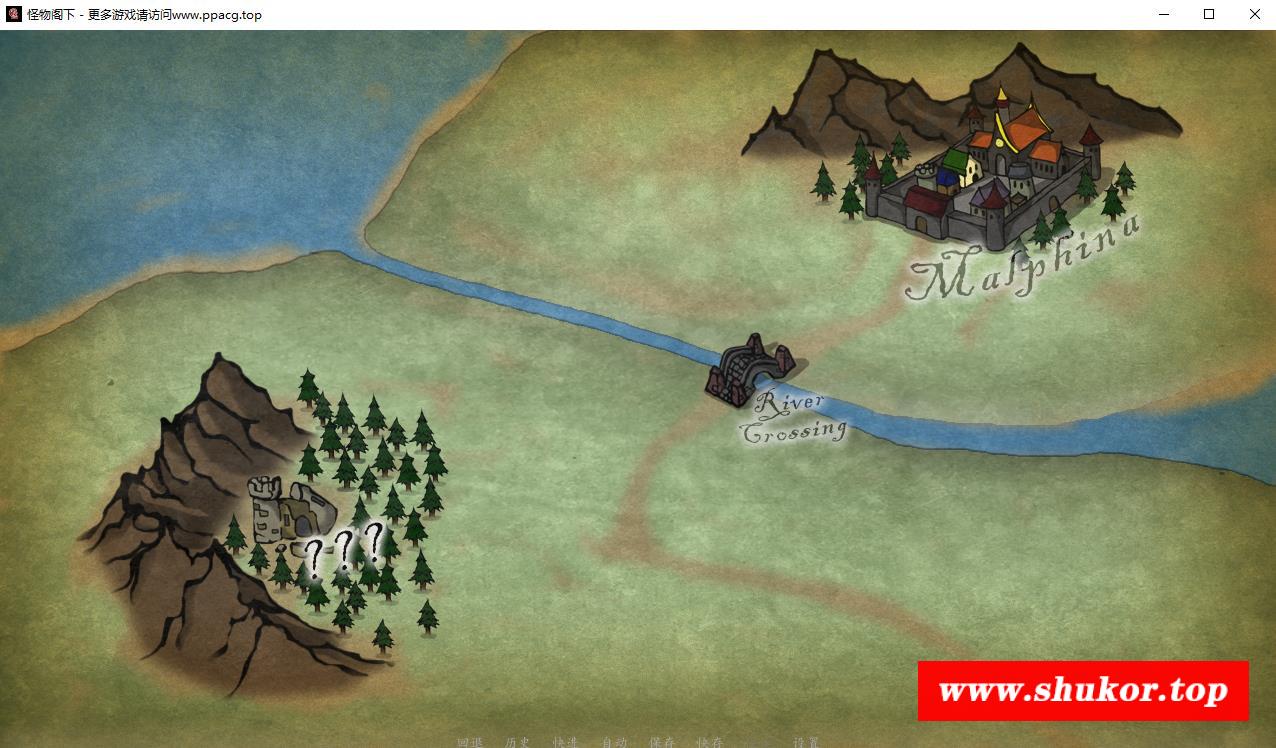 怪物阁下 - 更多游戏请访问www.ppacg.top
Malphina
River
Crossing
???
www.shukor.top
回退 历史 快进 自动 保存 快存 设置